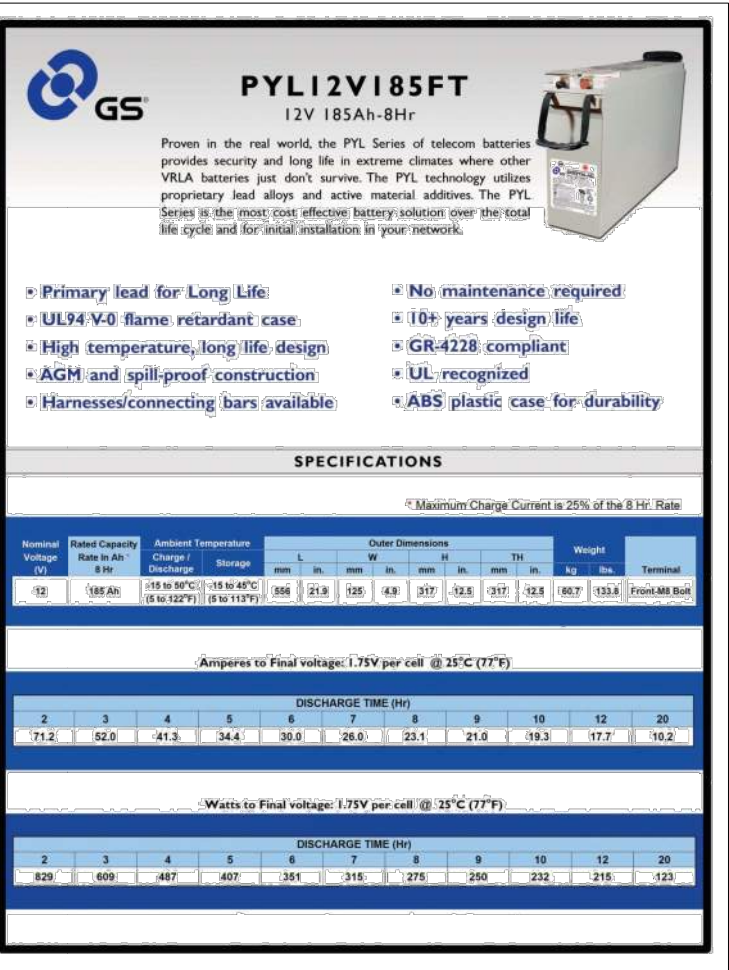 GS
PYL12V185FT
12V 185Ah-8Hr
Proven in the real world, the PYL Series of telecom batteries
provides security and long life in extreme climates where other
VRLA batteries just don't survive. The PYL technology utilizes
proprietary lead alloys and active material additives. The PYL
Series is the most cost effective battery solution over the total
life cycle and for initial installation in your network.
• Primary lead for Long Life
• UL94 V-0 flame retardant case
• High temperature, long life design
• AGM and spill-proof construction
• Harnesses/connecting bars available
• No maintenance required
• 10+ years design life
• GR-4228 compliant
• UL recognized
• ABS plastic case for durability
SPECIFICATIONS
* Maximum Charge Current is 25% of the 8 Hr. Rate
Nominal Voltage (V) Rated Capacity Rate In Ah * 8 Hr Ambient Temperature Outer Dimensions Weight Terminal
Charge / Discharge Storage L W H TH
mm in. mm in. mm in. mm in. kg lbs.
12 185 Ah -15 to 50°C -15 to 45°C 556 21.9 125 4.9 317 12.5 317 12.5 60.7 133.8 Front-M8 Bolt
(5 to 122°F) (5 to 113°F)
Amperes to Final voltage: 1.75V per cell @ 25°C (77°F)
DISCHARGE TIME (Hr)
2 3 4 5 6 7 8 9 10 12 20
71.2 52.0 41.3 34.4 30.0 26.0 23.1 21.0 19.3 17.7 10.2
Watts to Final voltage: 1.75V per cell @ 25°C (77°F)
DISCHARGE TIME (Hr)
2 3 4 5 6 7 8 9 10 12 20
829 609 487 407 351 315 275 250 232 215 123